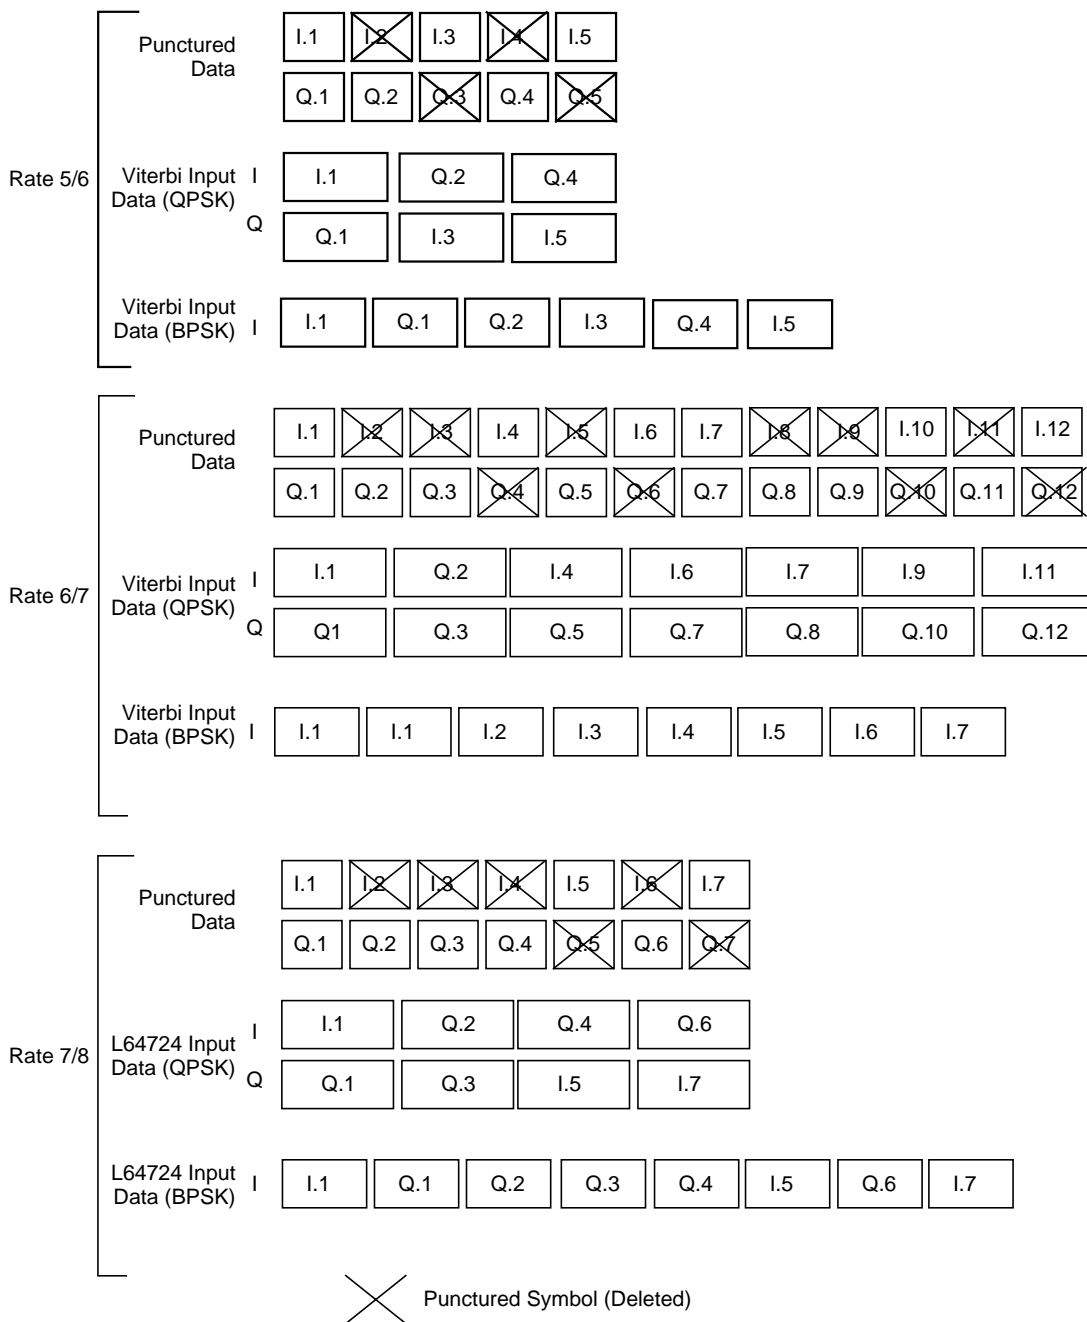 Punctured
Data
I.1 I.2 I.3 I.4 I.5
Q.1 Q.2 Q.3 Q.4 Q.5
Rate 5/6
Viterbi Input
Data (QPSK)
I I.1 Q.2 Q.4
Q Q.1 I.3 I.5
Viterbi Input
Data (BPSK)
I I.1 Q.1 Q.2 I.3 Q.4 I.5
Punctured
Data
I.1 I.2 I.3 I.4 I.5 I.6 I.7 I.8 I.9 I.10 I.11 I.12
Q.1 Q.2 Q.3 Q.4 Q.5 Q.6 Q.7 Q.8 Q.9 Q.10 Q.11 Q.12
Rate 6/7
Viterbi Input
Data (QPSK)
I I.1 Q.2 I.4 I.6 I.7 I.9 I.11
Q Q1 Q.3 Q.5 Q.7 Q.8 Q.10 Q.12
Viterbi Input
Data (BPSK)
I I.1 I.1 I.2 I.3 I.4 I.5 I.6 I.7
Punctured
Data
I.1 I.2 I.3 I.4 I.5 I.6 I.7
Q.1 Q.2 Q.3 Q.4 Q.5 Q.6 Q.7
Rate 7/8
L64724 Input
Data (QPSK)
I I.1 Q.2 Q.4 Q.6
Q Q.1 Q.3 I.5 I.7
L64724 Input
Data (BPSK)
I I.1 Q.1 Q.2 Q.3 Q.4 I.5 Q.6 I.7
Punctured Symbol (Deleted)